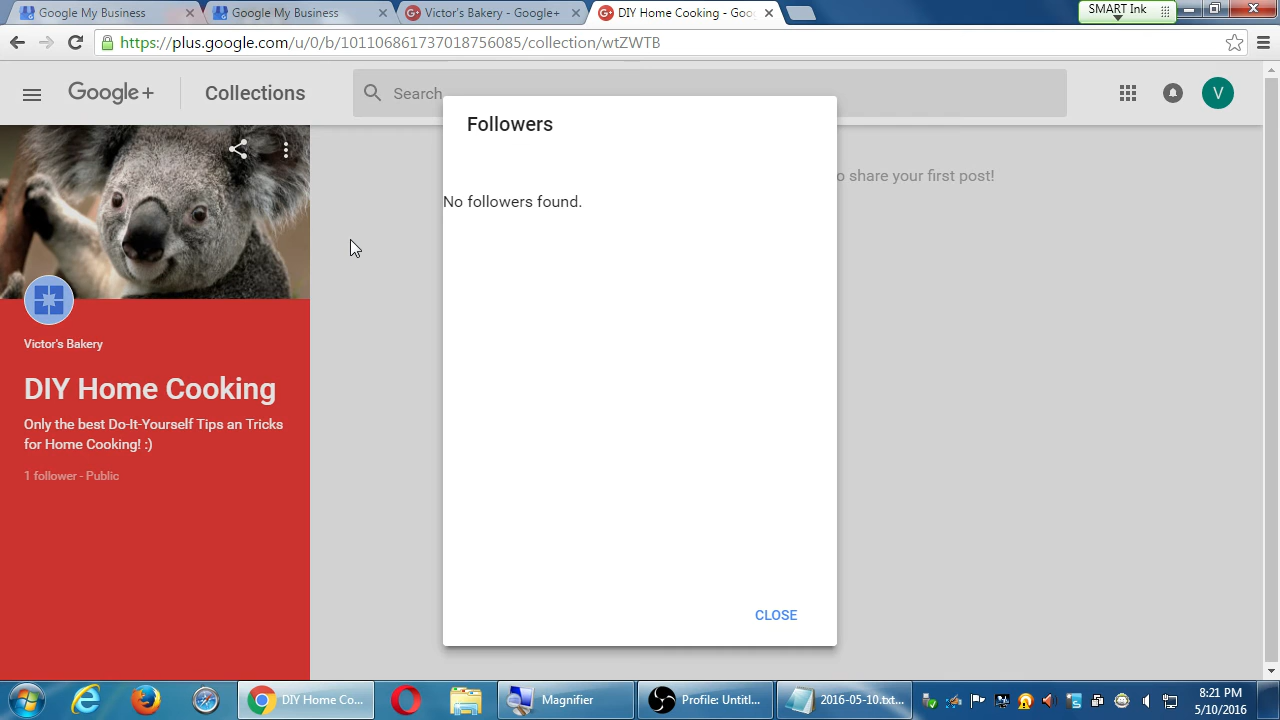 Google My Business
Google My Business
Victor's Bakery - Google+
DIY Home Cooking - Goo
SMART Ink
https://plus.google.com/u/0/b/101106861737018756085/collection/wtZWTB
Google+
Collections
Search
V
Followers
o share your first post!
No followers found.
Victor's Bakery
DIY Home Cooking
Only the best Do-It-Yourself Tips an Tricks
for Home Cooking! :)
1 follower - Public
CLOSE
DIY Home Co...
Magnifier
Profile: Untitl...
2016-05-10.txt...
8:21 PM
5/10/2016